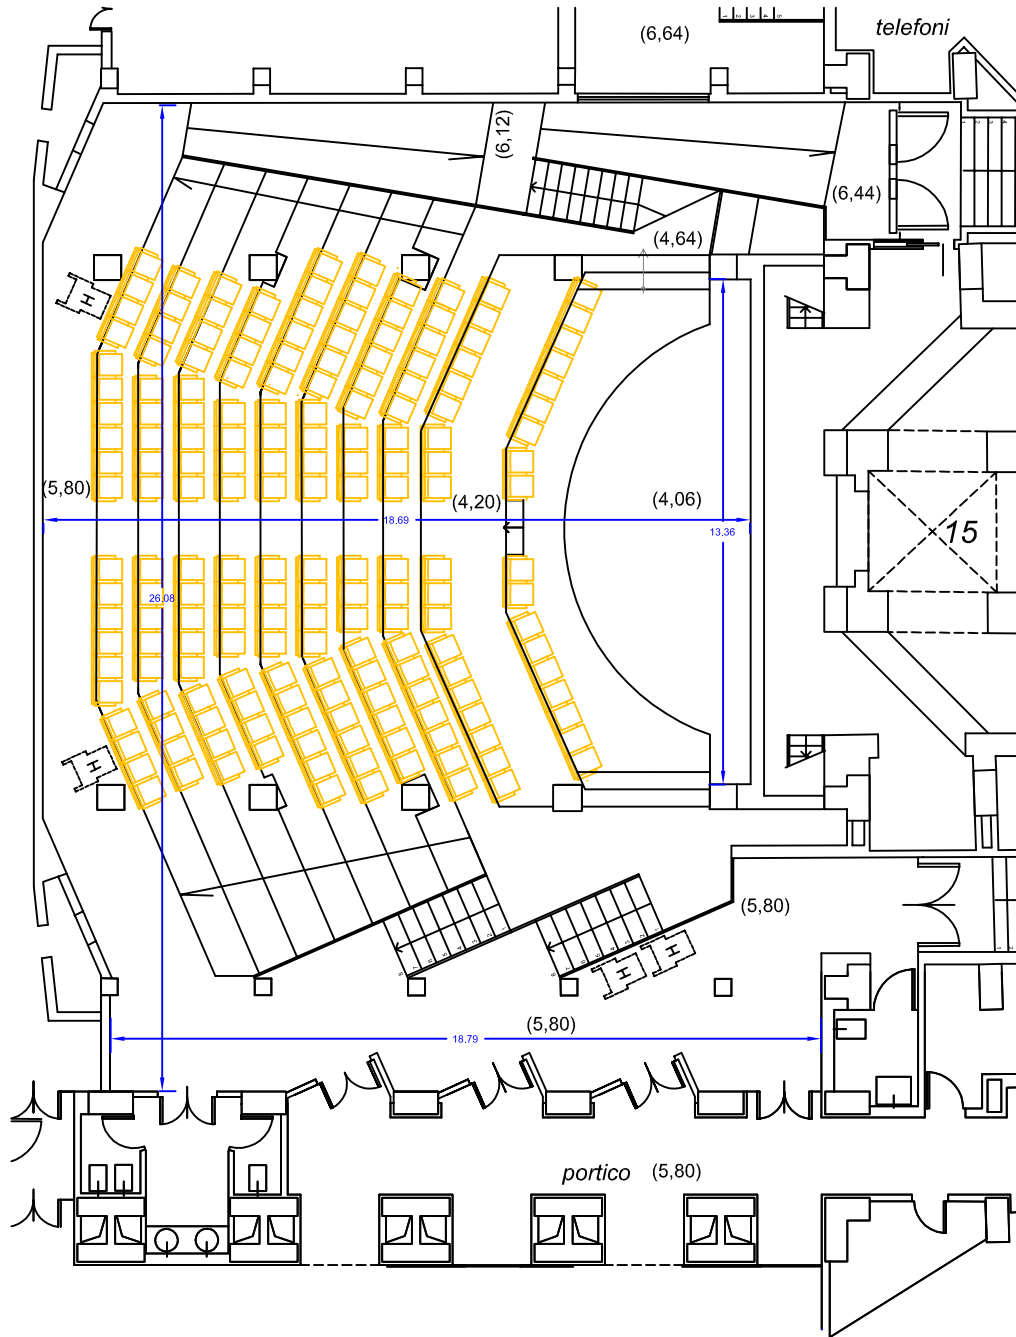 telefoni
(6,64)
(6,12)
(6,44)
(4,64)
H
(5,80)
(4,20)
(4,06)
18.69
13.36
15
26.08
H
(5,80)
H
H
(5,80)
18.79
portico (5,80)